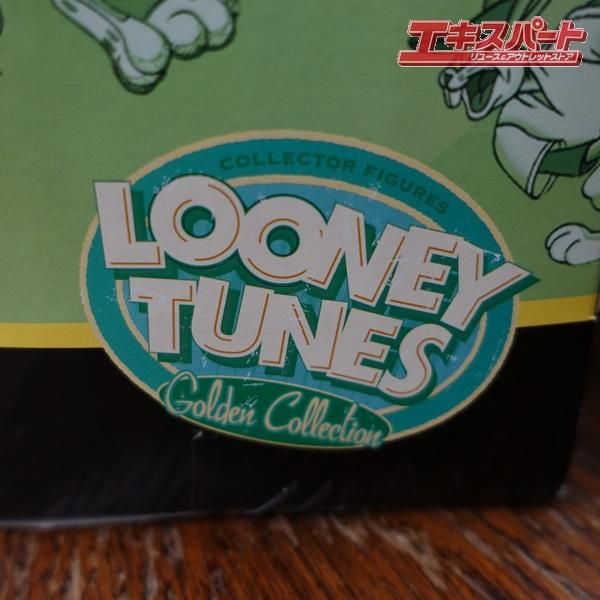 エキスパート
リユース&アウトレットストア
COLLECTOR FIGURES
LOONEY
TUNES™
Golden Collection